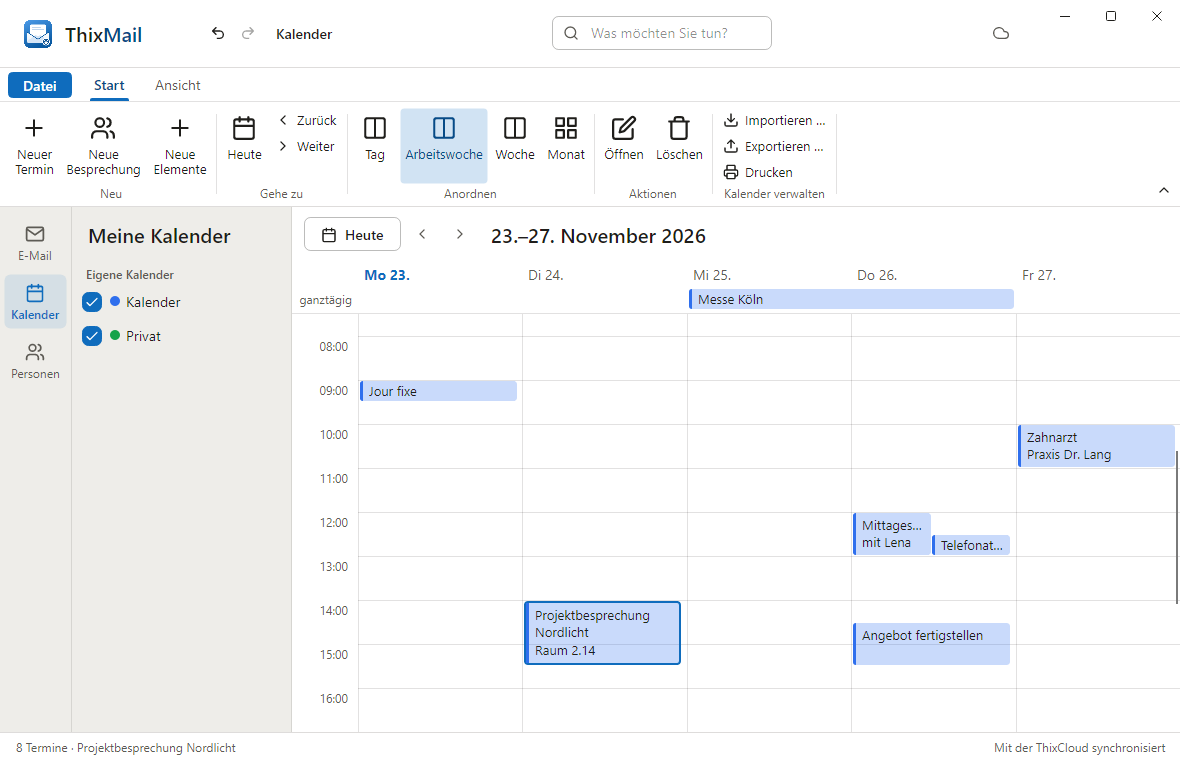 ThixMail
Kalender
Was möchten Sie tun?
Datei
Start
Ansicht
Neuer
Termin
Neue
Besprechung
Neue
Elemente
Neu
Heute
Zurück
Weiter
Gehe zu
Tag
Arbeitswoche
Woche
Monat
Anordnen
Öffnen
Löschen
Aktionen
Importieren ...
Exportieren ...
Drucken
Kalender verwalten
E-Mail
Kalender
Personen
Meine Kalender
Eigene Kalender
Kalender
Privat
Heute
23.–27. November 2026
Mo 23.
Di 24.
Mi 25.
Do 26.
Fr 27.
ganztägig
Messe Köln
08:00
09:00
Jour fixe
10:00
Zahnarzt
Praxis Dr. Lang
11:00
12:00
Mittages...
mit Lena
Telefonat...
13:00
14:00
Projektbesprechung
Nordlicht
Raum 2.14
Angebot fertigstellen
15:00
16:00
8 Termine · Projektbesprechung Nordlicht
Mit der ThixCloud synchronisiert